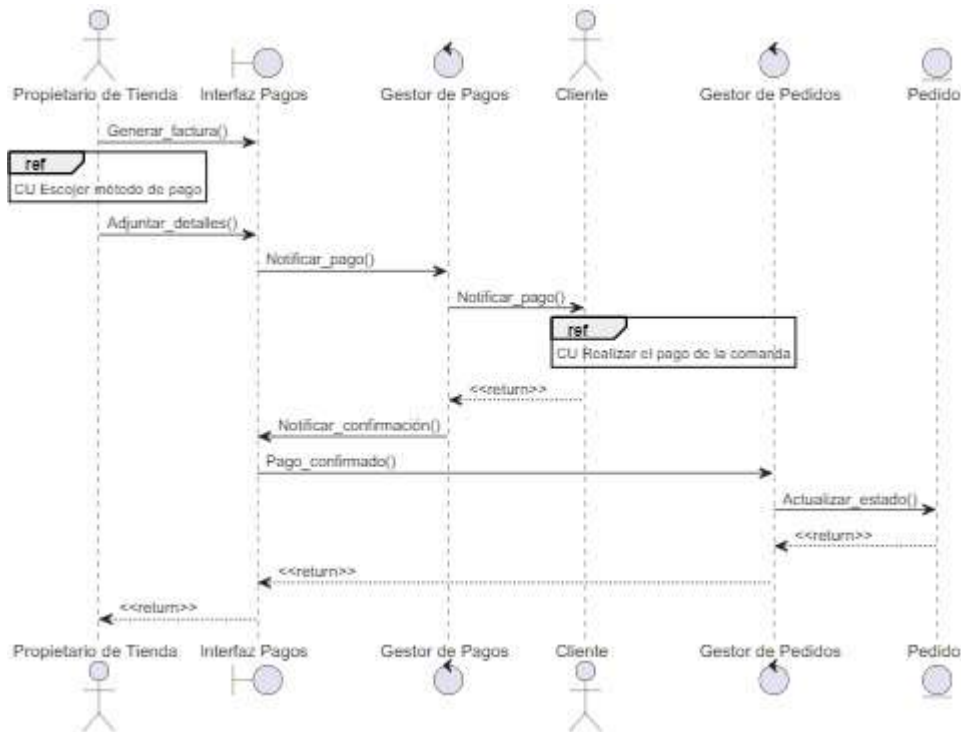 Propietario de Tienda Interfaz Pagos Gestor de Pagos Cliente Gestor de Pedidos Pedido
Generar_factura()
ref
CU Escojer método de pago
Adjuntar_detalles()
Notificar_pago()
Notificar_pago()
ref
CU Realizar el pago de la comanda
<<return>>
Notificar_confirmación()
Pago_confirmado()
Actualizar_estado()
<<return>>
<<return>>
<<return>>
Propietario de Tienda Interfaz Pagos Gestor de Pagos Cliente Gestor de Pedidos Pedido